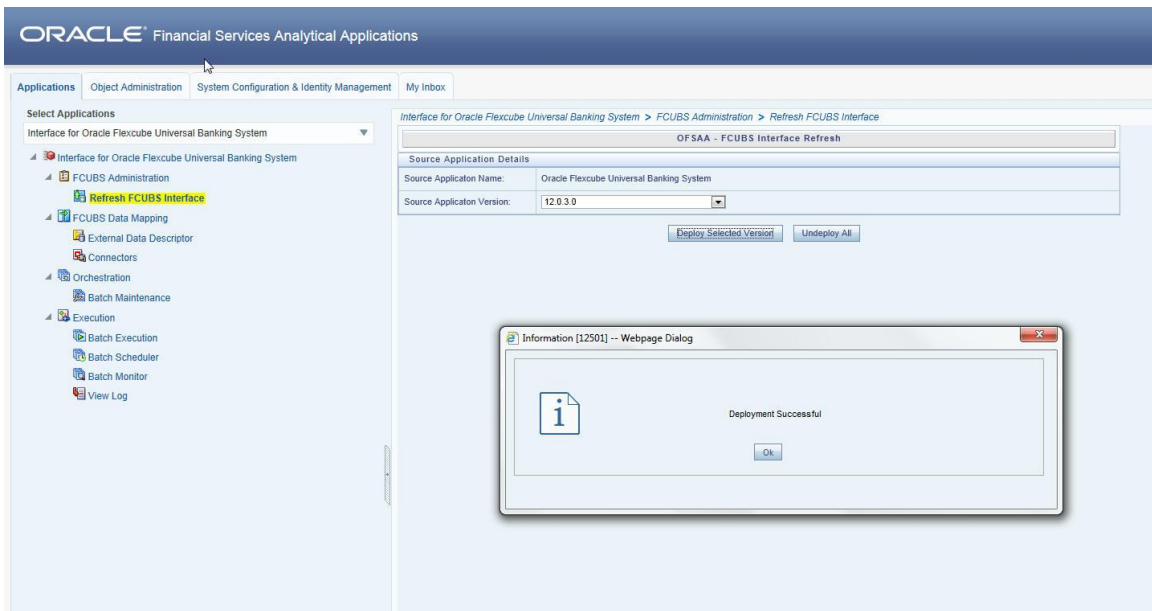 ORACLE® Financial Services Analytical Applications
Applications Object Administration System Configuration & Identity Management My Inbox
Select Applications
Interface for Oracle Flexcube Universal Banking System
Interface for Oracle Flexcube Universal Banking System
FCUBS Administration
Refresh FCUBS Interface
FCUBS Data Mapping
External Data Descriptor
Connectors
Orchestration
Batch Maintenance
Execution
Batch Execution
Batch Scheduler
Batch Monitor
View Log
Interface for Oracle Flexcube Universal Banking System > FCUBS Administration > Refresh FCUBS Interface
OFSAA - FCUBS Interface Refresh
Source Application Details
Source Applicaton Name: Oracle Flexcube Universal Banking System
Source Applicaton Version: 12.0.3.0
Deploy Selected Version Undeploy All
Information [12501] -- Webpage Dialog
Deployment Successful
Ok